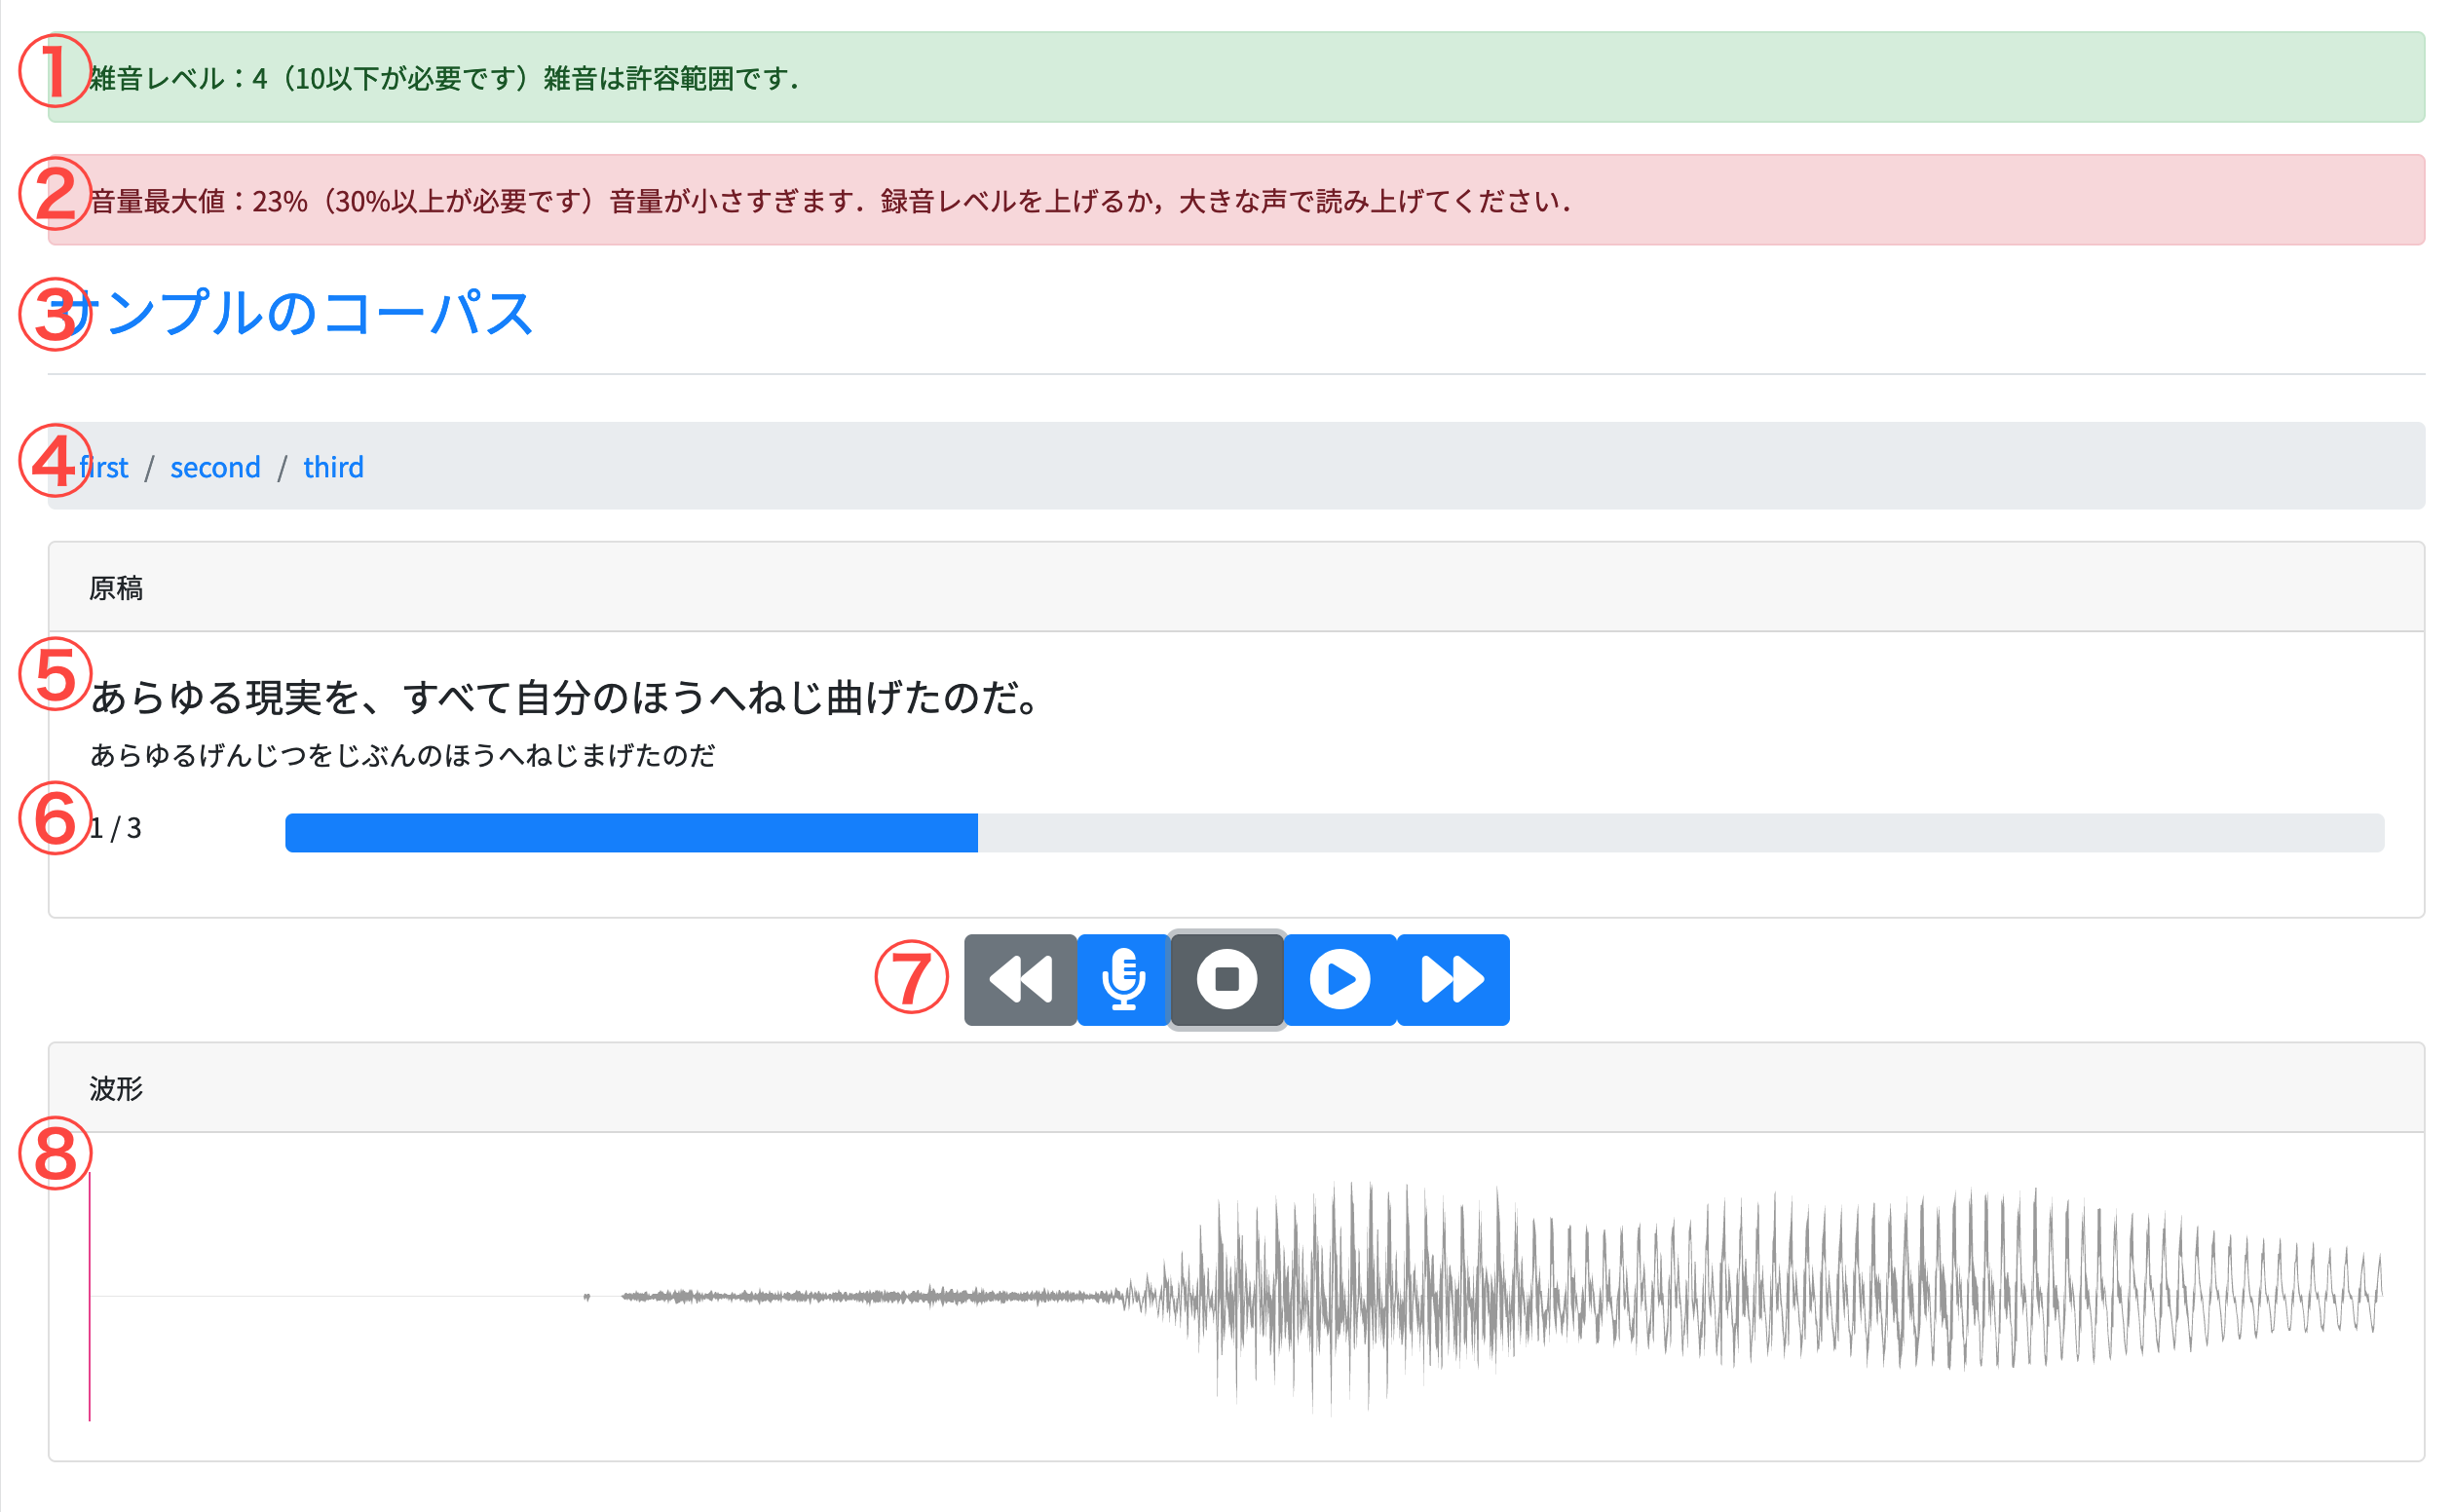 ① 雑音レベル：4（10以下が必要です）雑音は許容範囲です．
② 音量最大値：23%（30%以上が必要です）音量が小さすぎます．録音レベルを上げるか，大きな声で読み上げてください．
③ サンプルのコーパス
④ first / second / third
原稿
⑤ あらゆる現実を、すべて自分のほうへねじ曲げたのだ。
あらゆるげんじつをじぶんのほうへねじまげたのだ
⑥ 1 / 3
⑦
波形
⑧